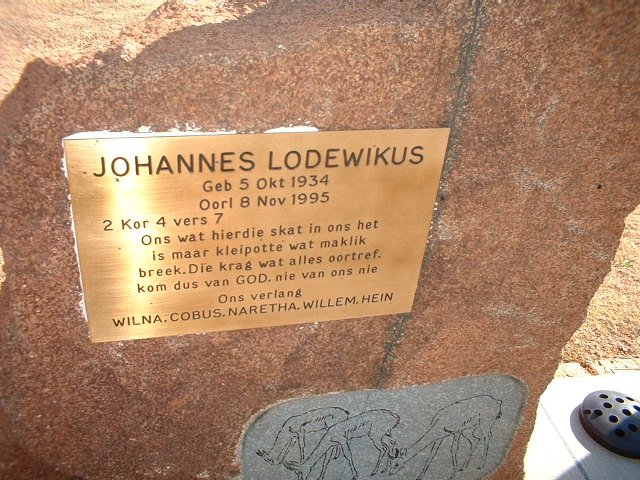 JOHANNES LODEWIKUS
Geb 5 Okt 1934
Oorl 8 Nov 1995
2 Kor 4 vers 7
Ons wat hierdie skat in ons het
is maar kleipotte wat maklik
breek. Die krag wat alles oortref,
kom dus van GOD, nie van ons nie
Ons verlang
WILNA. COBUS. NARETHA. WILLEM. HEIN